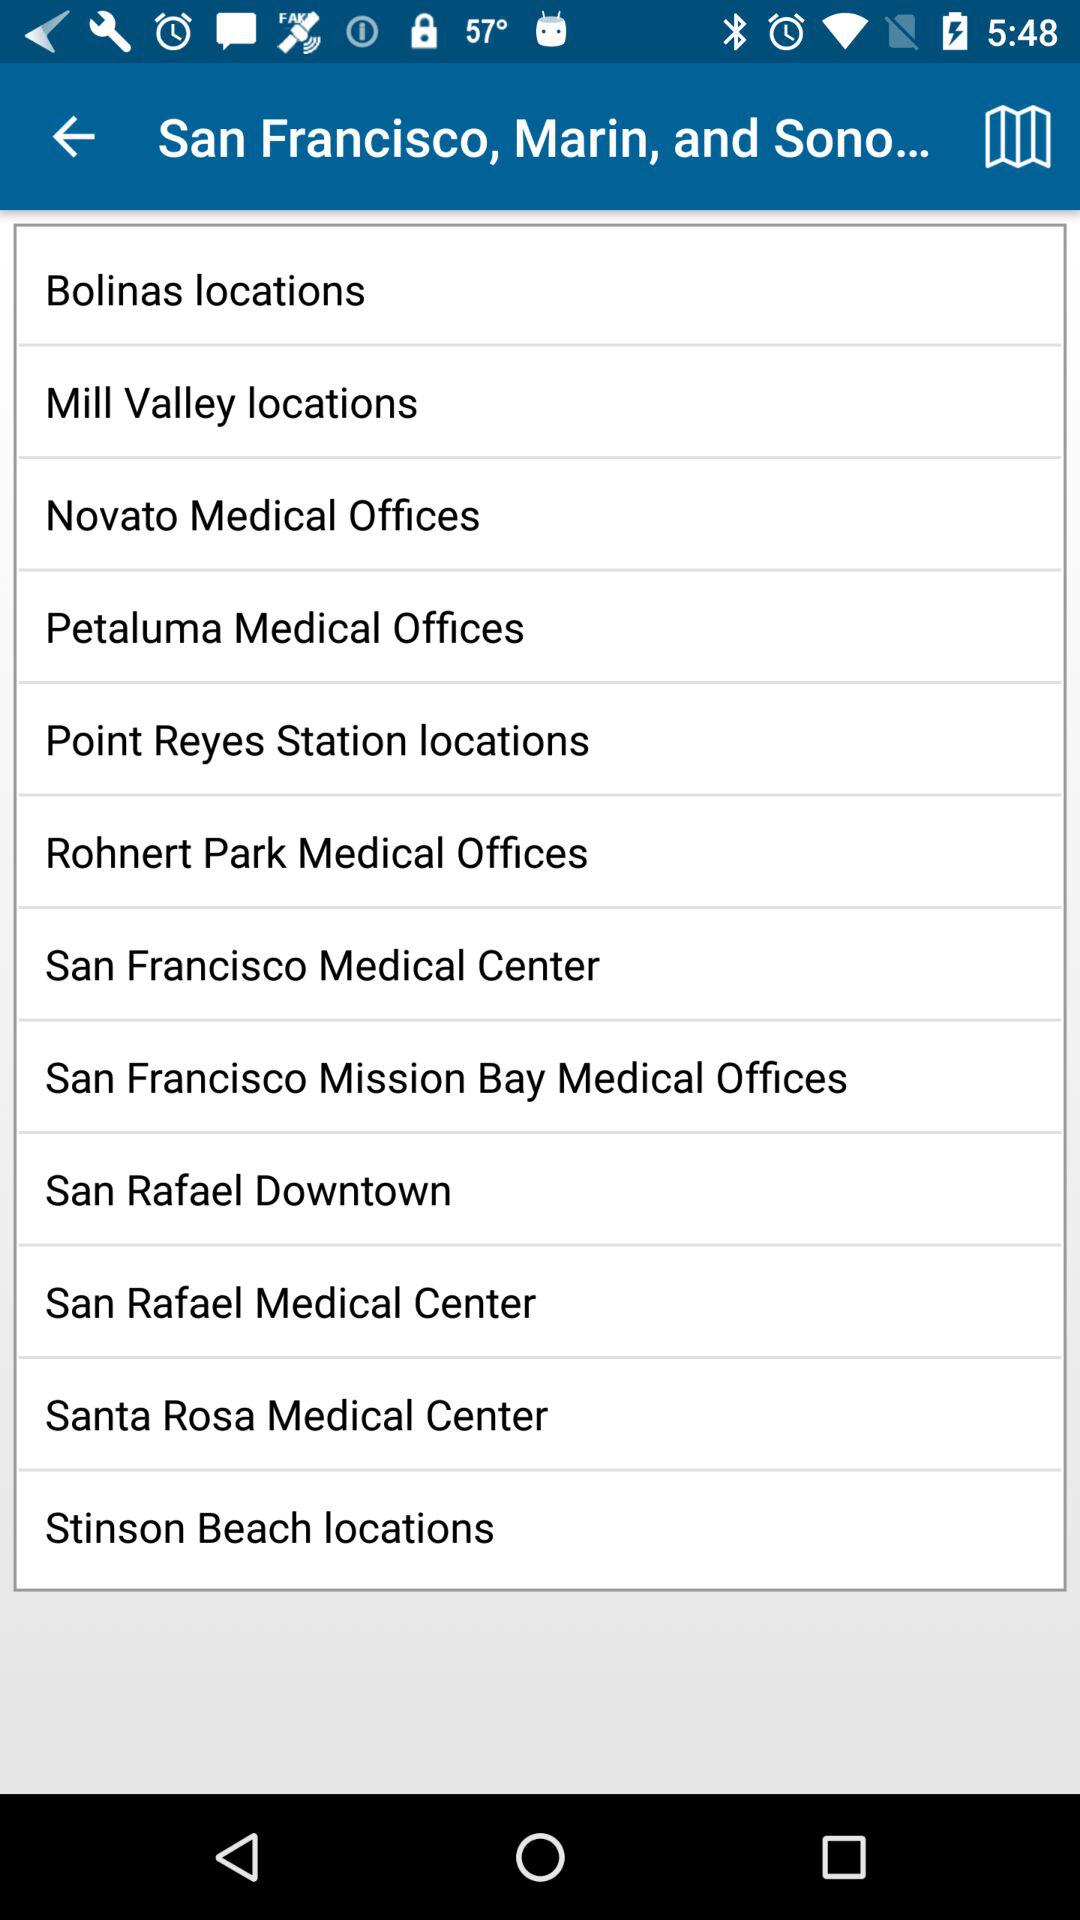 FAKE 57° 5:48
San Francisco, Marin, and Sono...
Bolinas locations
Mill Valley locations
Novato Medical Offices
Petaluma Medical Offices
Point Reyes Station locations
Rohnert Park Medical Offices
San Francisco Medical Center
San Francisco Mission Bay Medical Offices
San Rafael Downtown
San Rafael Medical Center
Santa Rosa Medical Center
Stinson Beach locations